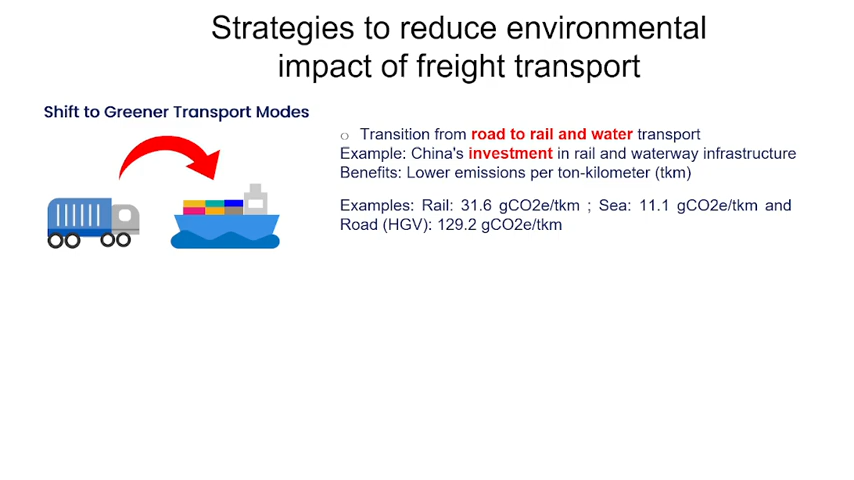 Strategies to reduce environmental
impact of freight transport
Shift to Greener Transport Modes
○ Transition from road to rail and water transport
Example: China's investment in rail and waterway infrastructure
Benefits: Lower emissions per ton-kilometer (tkm)
Examples: Rail: 31.6 gCO2e/tkm ; Sea: 11.1 gCO2e/tkm and
Road (HGV): 129.2 gCO2e/tkm